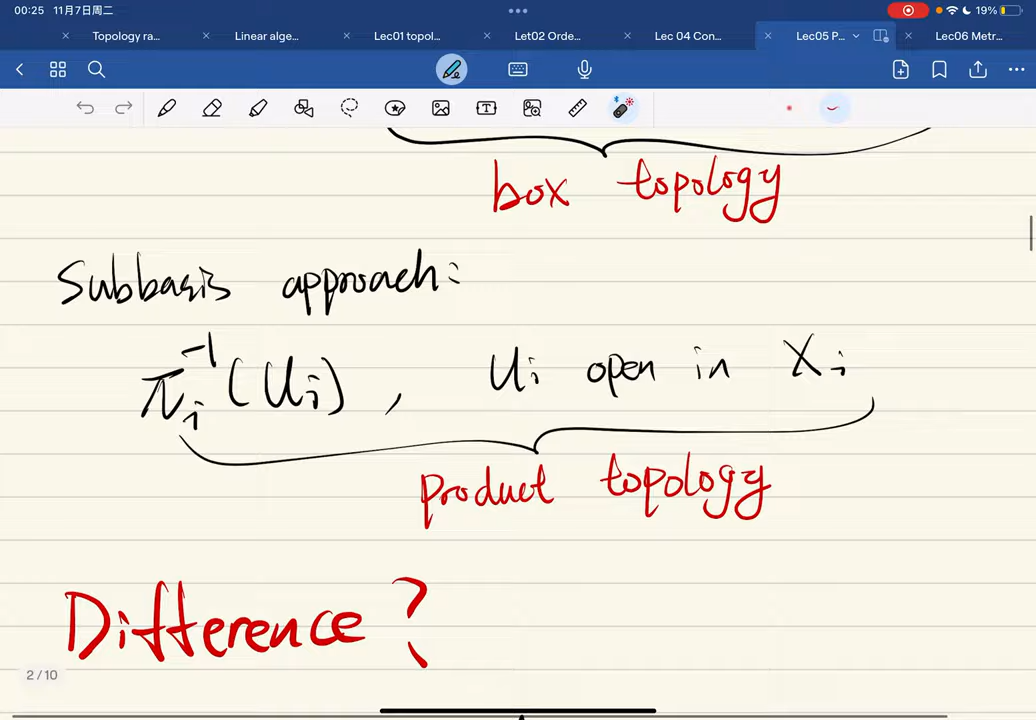 00:25 11月7日周二
19%
Topology ra...
Linear alge...
Lec01 topol...
Let02 Orde...
Lec 04 Con...
Lec05 P...
Lec06 Metr...
box topology
Subbasis approach:
π_i^{-1}(U_i), U_i open in X_i
product topology
Difference?
2 / 10